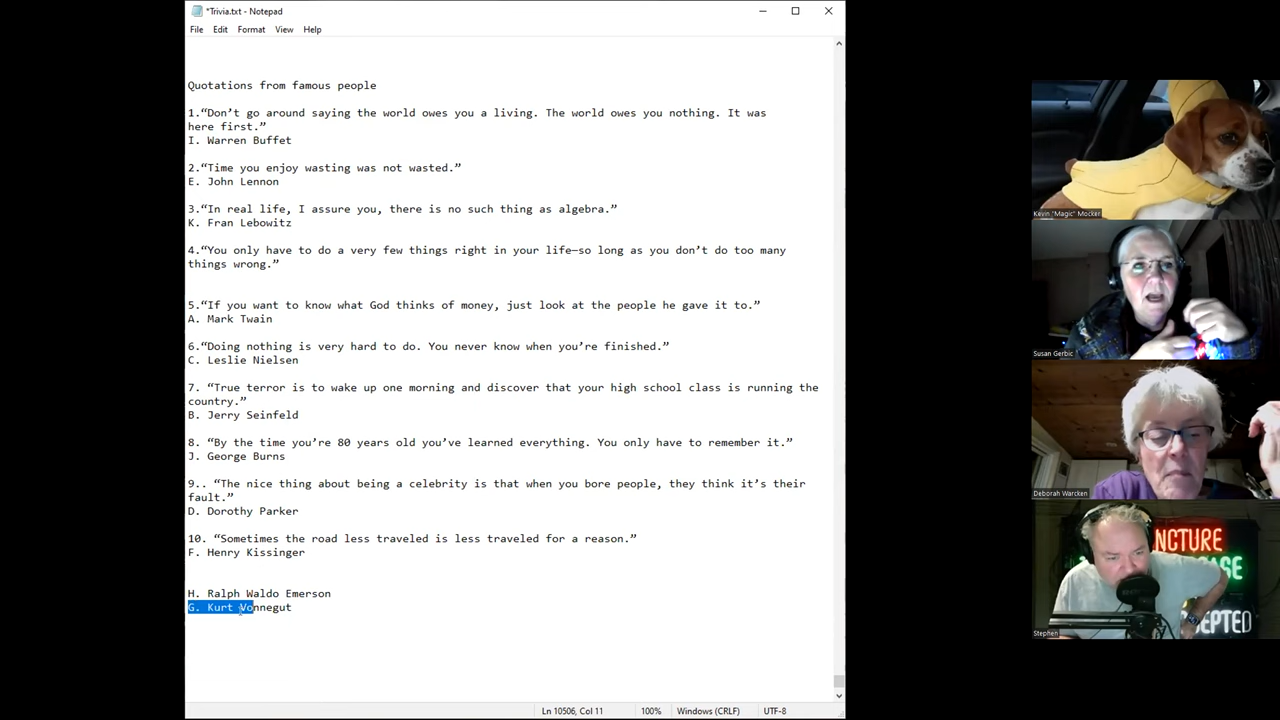 *Trivia.txt - Notepad
File Edit Format View Help
Quotations from famous people
1.“Don’t go around saying the world owes you a living. The world owes you nothing. It was
here first.”
I. Warren Buffet
2.“Time you enjoy wasting was not wasted.”
E. John Lennon
3.“In real life, I assure you, there is no such thing as algebra.”
K. Fran Lebowitz
4.“You only have to do a very few things right in your life—so long as you don’t do too many
things wrong.”
5.“If you want to know what God thinks of money, just look at the people he gave it to.”
A. Mark Twain
6.“Doing nothing is very hard to do. You never know when you’re finished.”
C. Leslie Nielsen
7. “True terror is to wake up one morning and discover that your high school class is running the
country.”
B. Jerry Seinfeld
8. “By the time you’re 80 years old you’ve learned everything. You only have to remember it.”
J. George Burns
9.. “The nice thing about being a celebrity is that when you bore people, they think it’s their
fault.”
D. Dorothy Parker
10. “Sometimes the road less traveled is less traveled for a reason.”
F. Henry Kissinger
H. Ralph Waldo Emerson
G. Kurt Vonnegut
Ln 10506, Col 11 100% Windows (CRLF) UTF-8
Kevin "Magic" Mocker
Susan Gerbic
Deborah Warcken
NCTURE
Stephen